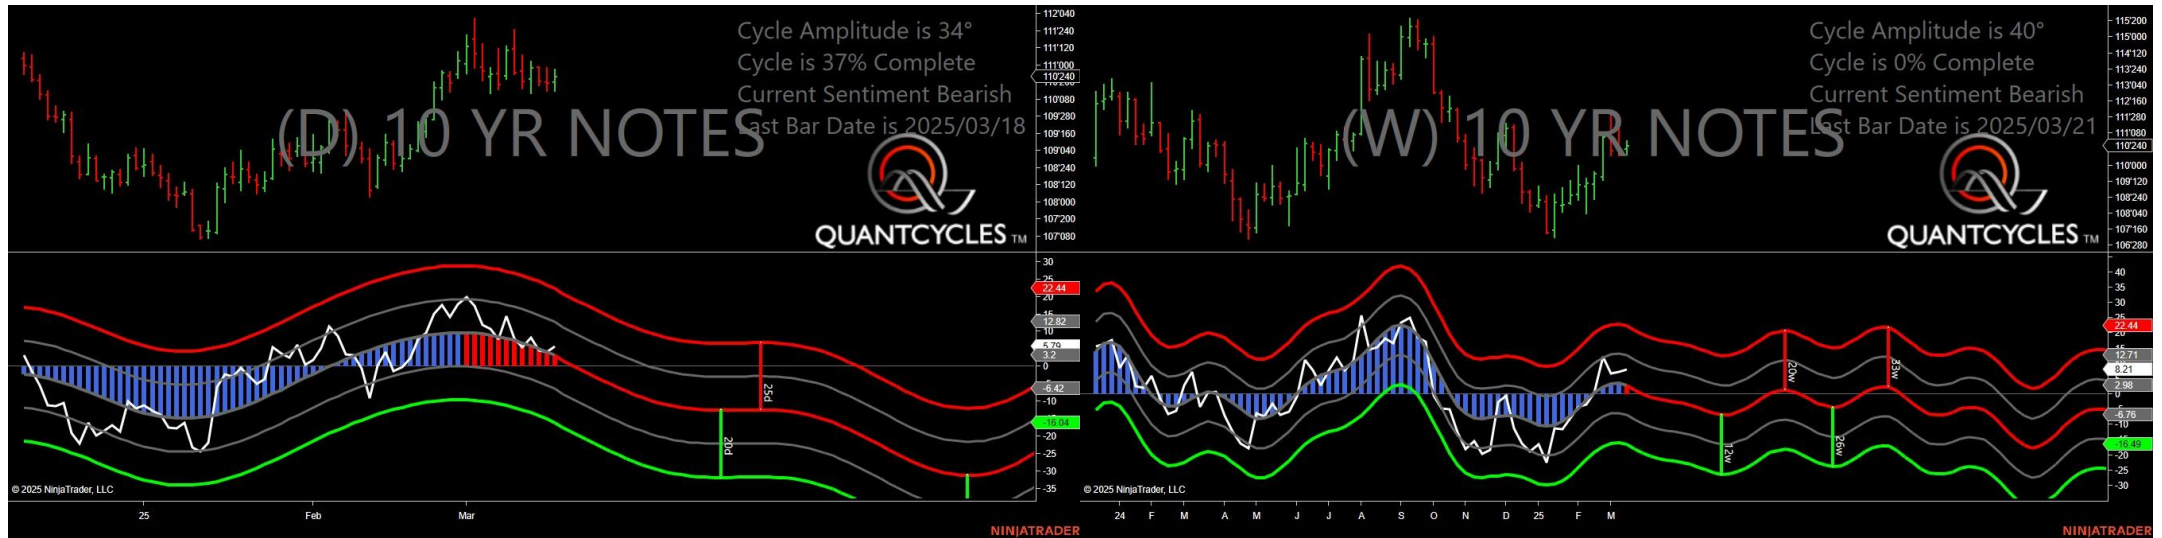 Cycle Amplitude is 34°
Cycle is 37% Complete
Current Sentiment Bearish
Last Bar Date is 2025/03/18
(D) 10 YR NOTES
QUANTCYCLES TM
112'040
111'240
111'120
111'000
110'240
110'080
109'280
109'160
109'040
108'240
108'120
108'000
107'200
107'080
30
25
22.44
20
15
12.82
10
5.79
3.2
0
-6.42
-10
-16.04
-20
-25
-30
-35
25d
20d
© 2025 NinjaTrader, LLC
25 Feb Mar
NINJATRADER
Cycle Amplitude is 40°
Cycle is 0% Complete
Current Sentiment Bearish
Last Bar Date is 2025/03/21
(W) 10 YR NOTES
QUANTCYCLES TM
115'200
115'000
114'120
113'240
113'040
112'160
111'280
111'080
110'240
110'000
109'120
108'240
108'040
107'160
106'280
40
35
30
25
22.44
12.71
8.21
2.98
0
-6.76
-10
-16.49
-20
-25
-30
20w
33w
12w
26w
© 2025 NinjaTrader, LLC
24 F M A M J J A S O N D 25 F M
NINJATRADER